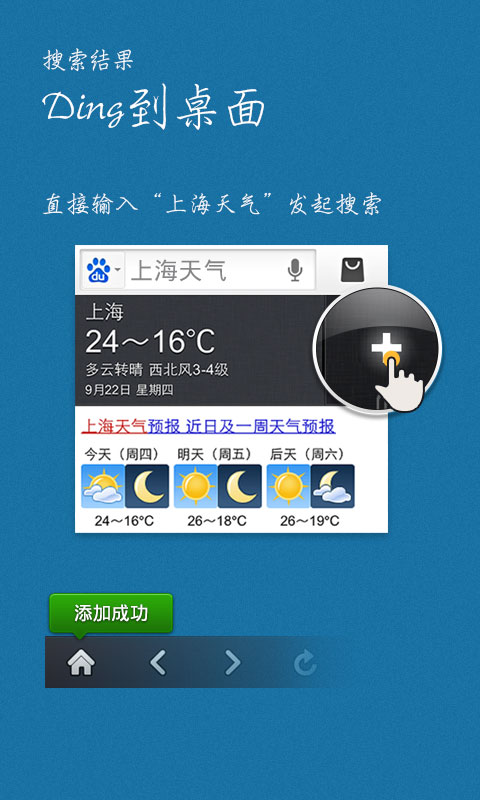 搜索结果
Ding到桌面
直接输入“上海天气”发起搜索
du 上海天气
上海
24～16℃
多云转晴 西北风3-4级
9月22日 星期四
上海天气预报 近日及一周天气预报
今天（周四） 明天（周五） 后天（周六）
24～16℃ 26～18℃ 26～19℃
添加成功